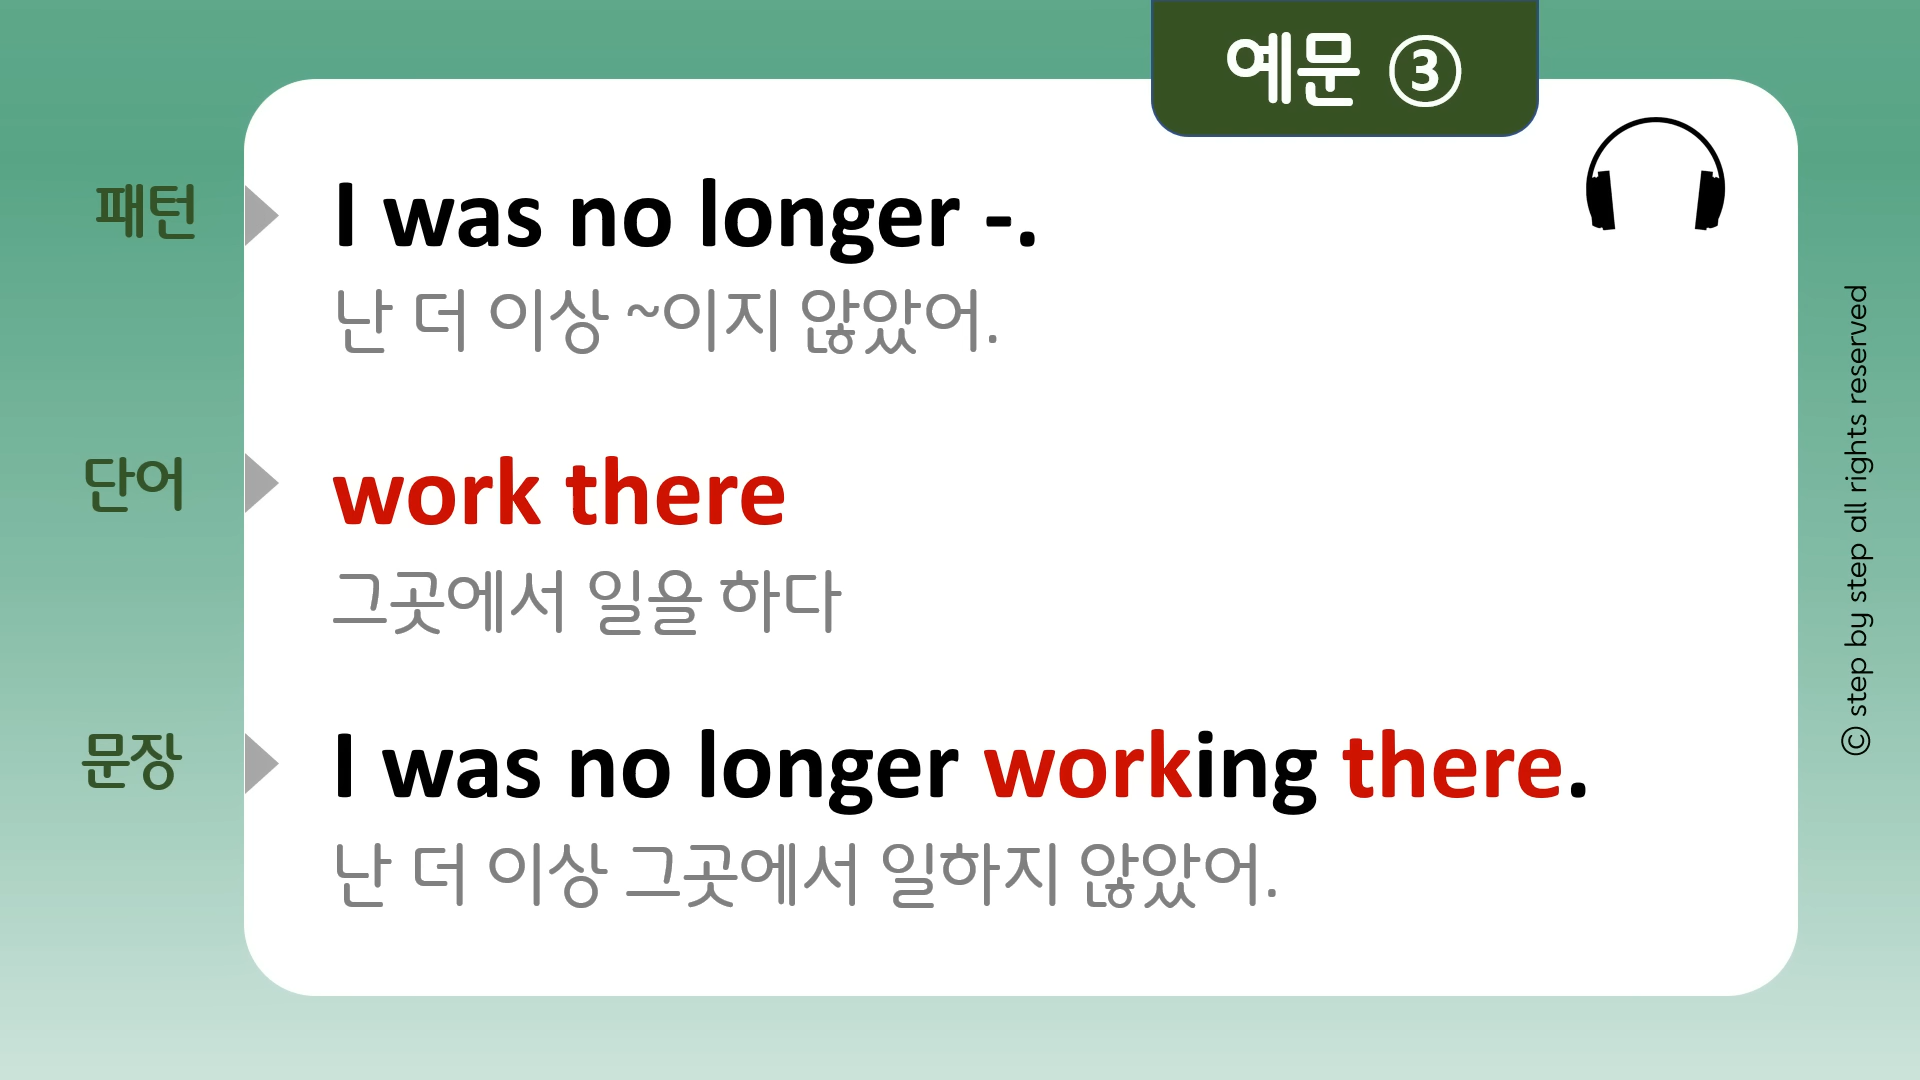 예문 ③
패턴
I was no longer -.
난 더 이상 ~이지 않았어.
단어
work there
그곳에서 일을 하다
문장
I was no longer working there.
난 더 이상 그곳에서 일하지 않았어.
ⓒ step by step all rights reserved